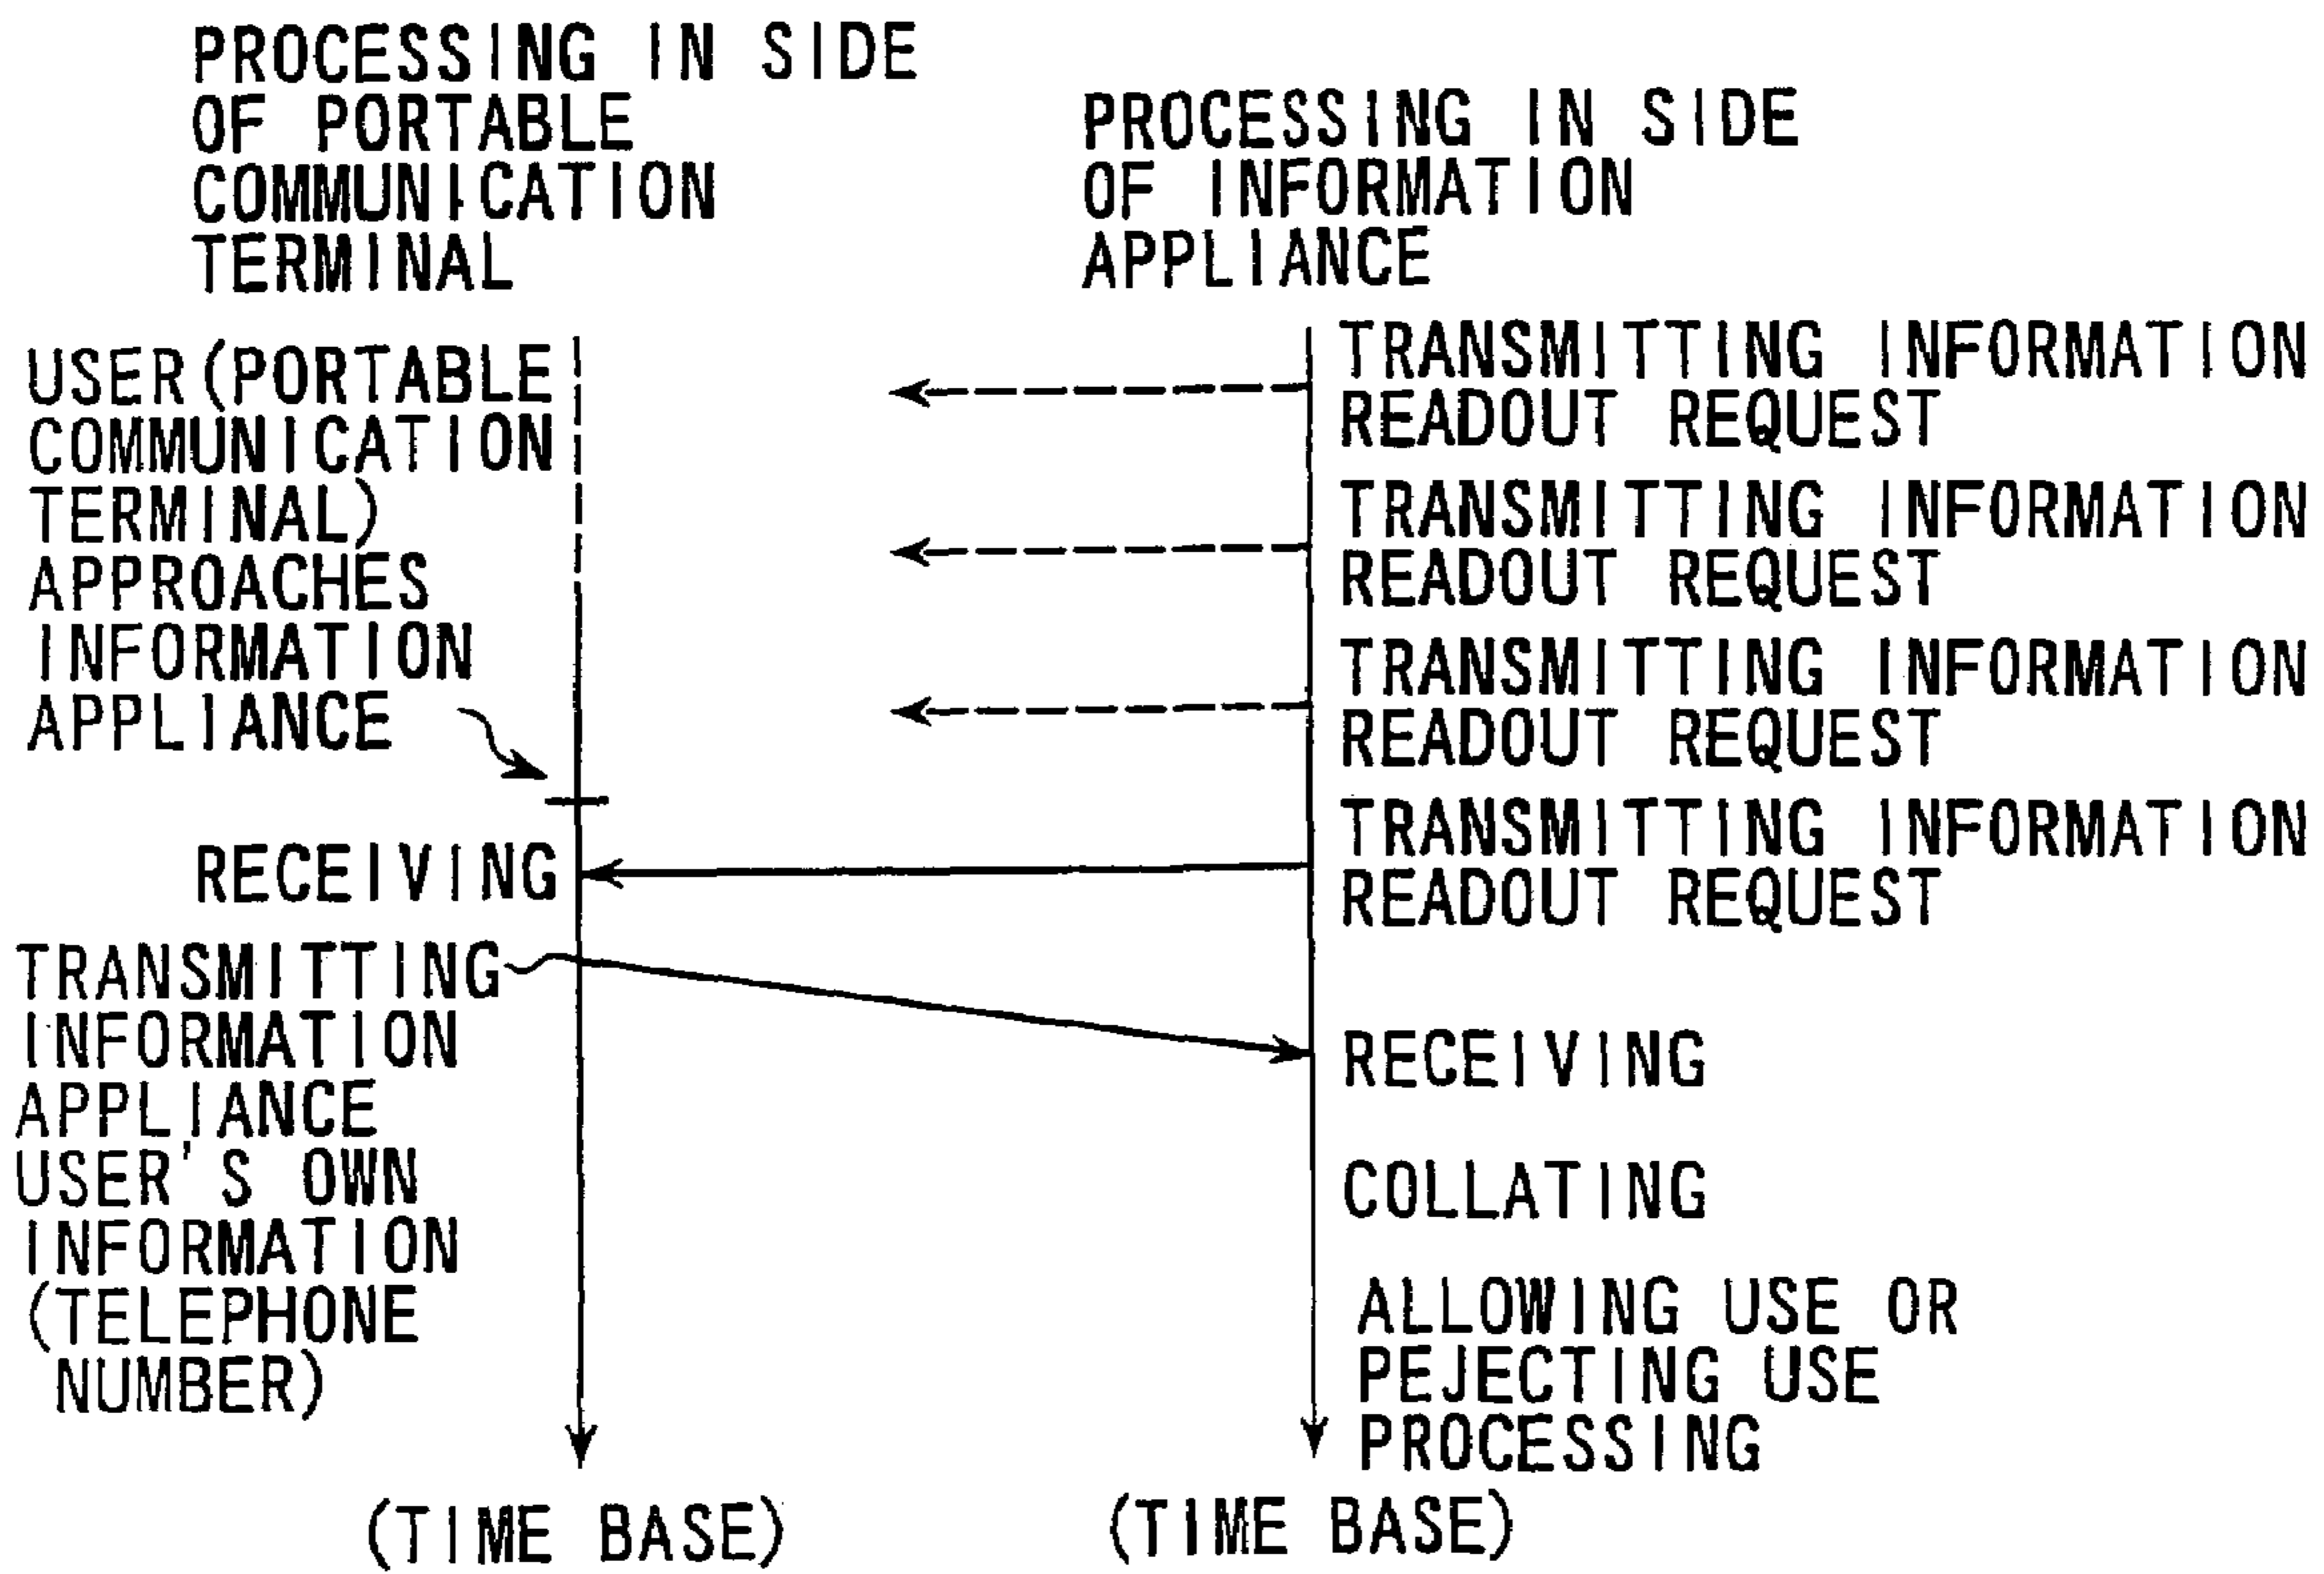 PROCESSING IN SIDE
OF PORTABLE
COMMUNICATION
TERMINAL
PROCESSING IN SIDE
OF INFORMATION
APPLIANCE
USER(PORTABLE
COMMUNICATION
TERMINAL)
APPROACHES
INFORMATION
APPLIANCE
RECEIVING
TRANSMITTING
INFORMATION
APPLIANCE
USER'S OWN
INFORMATION
(TELEPHONE
NUMBER)
(TIME BASE)
TRANSMITTING INFORMATION
READOUT REQUEST
TRANSMITTING INFORMATION
READOUT REQUEST
TRANSMITTING INFORMATION
READOUT REQUEST
TRANSMITTING INFORMATION
READOUT REQUEST
RECEIVING
COLLATING
ALLOWING USE OR
PEJECTING USE
PROCESSING
(TIME BASE)